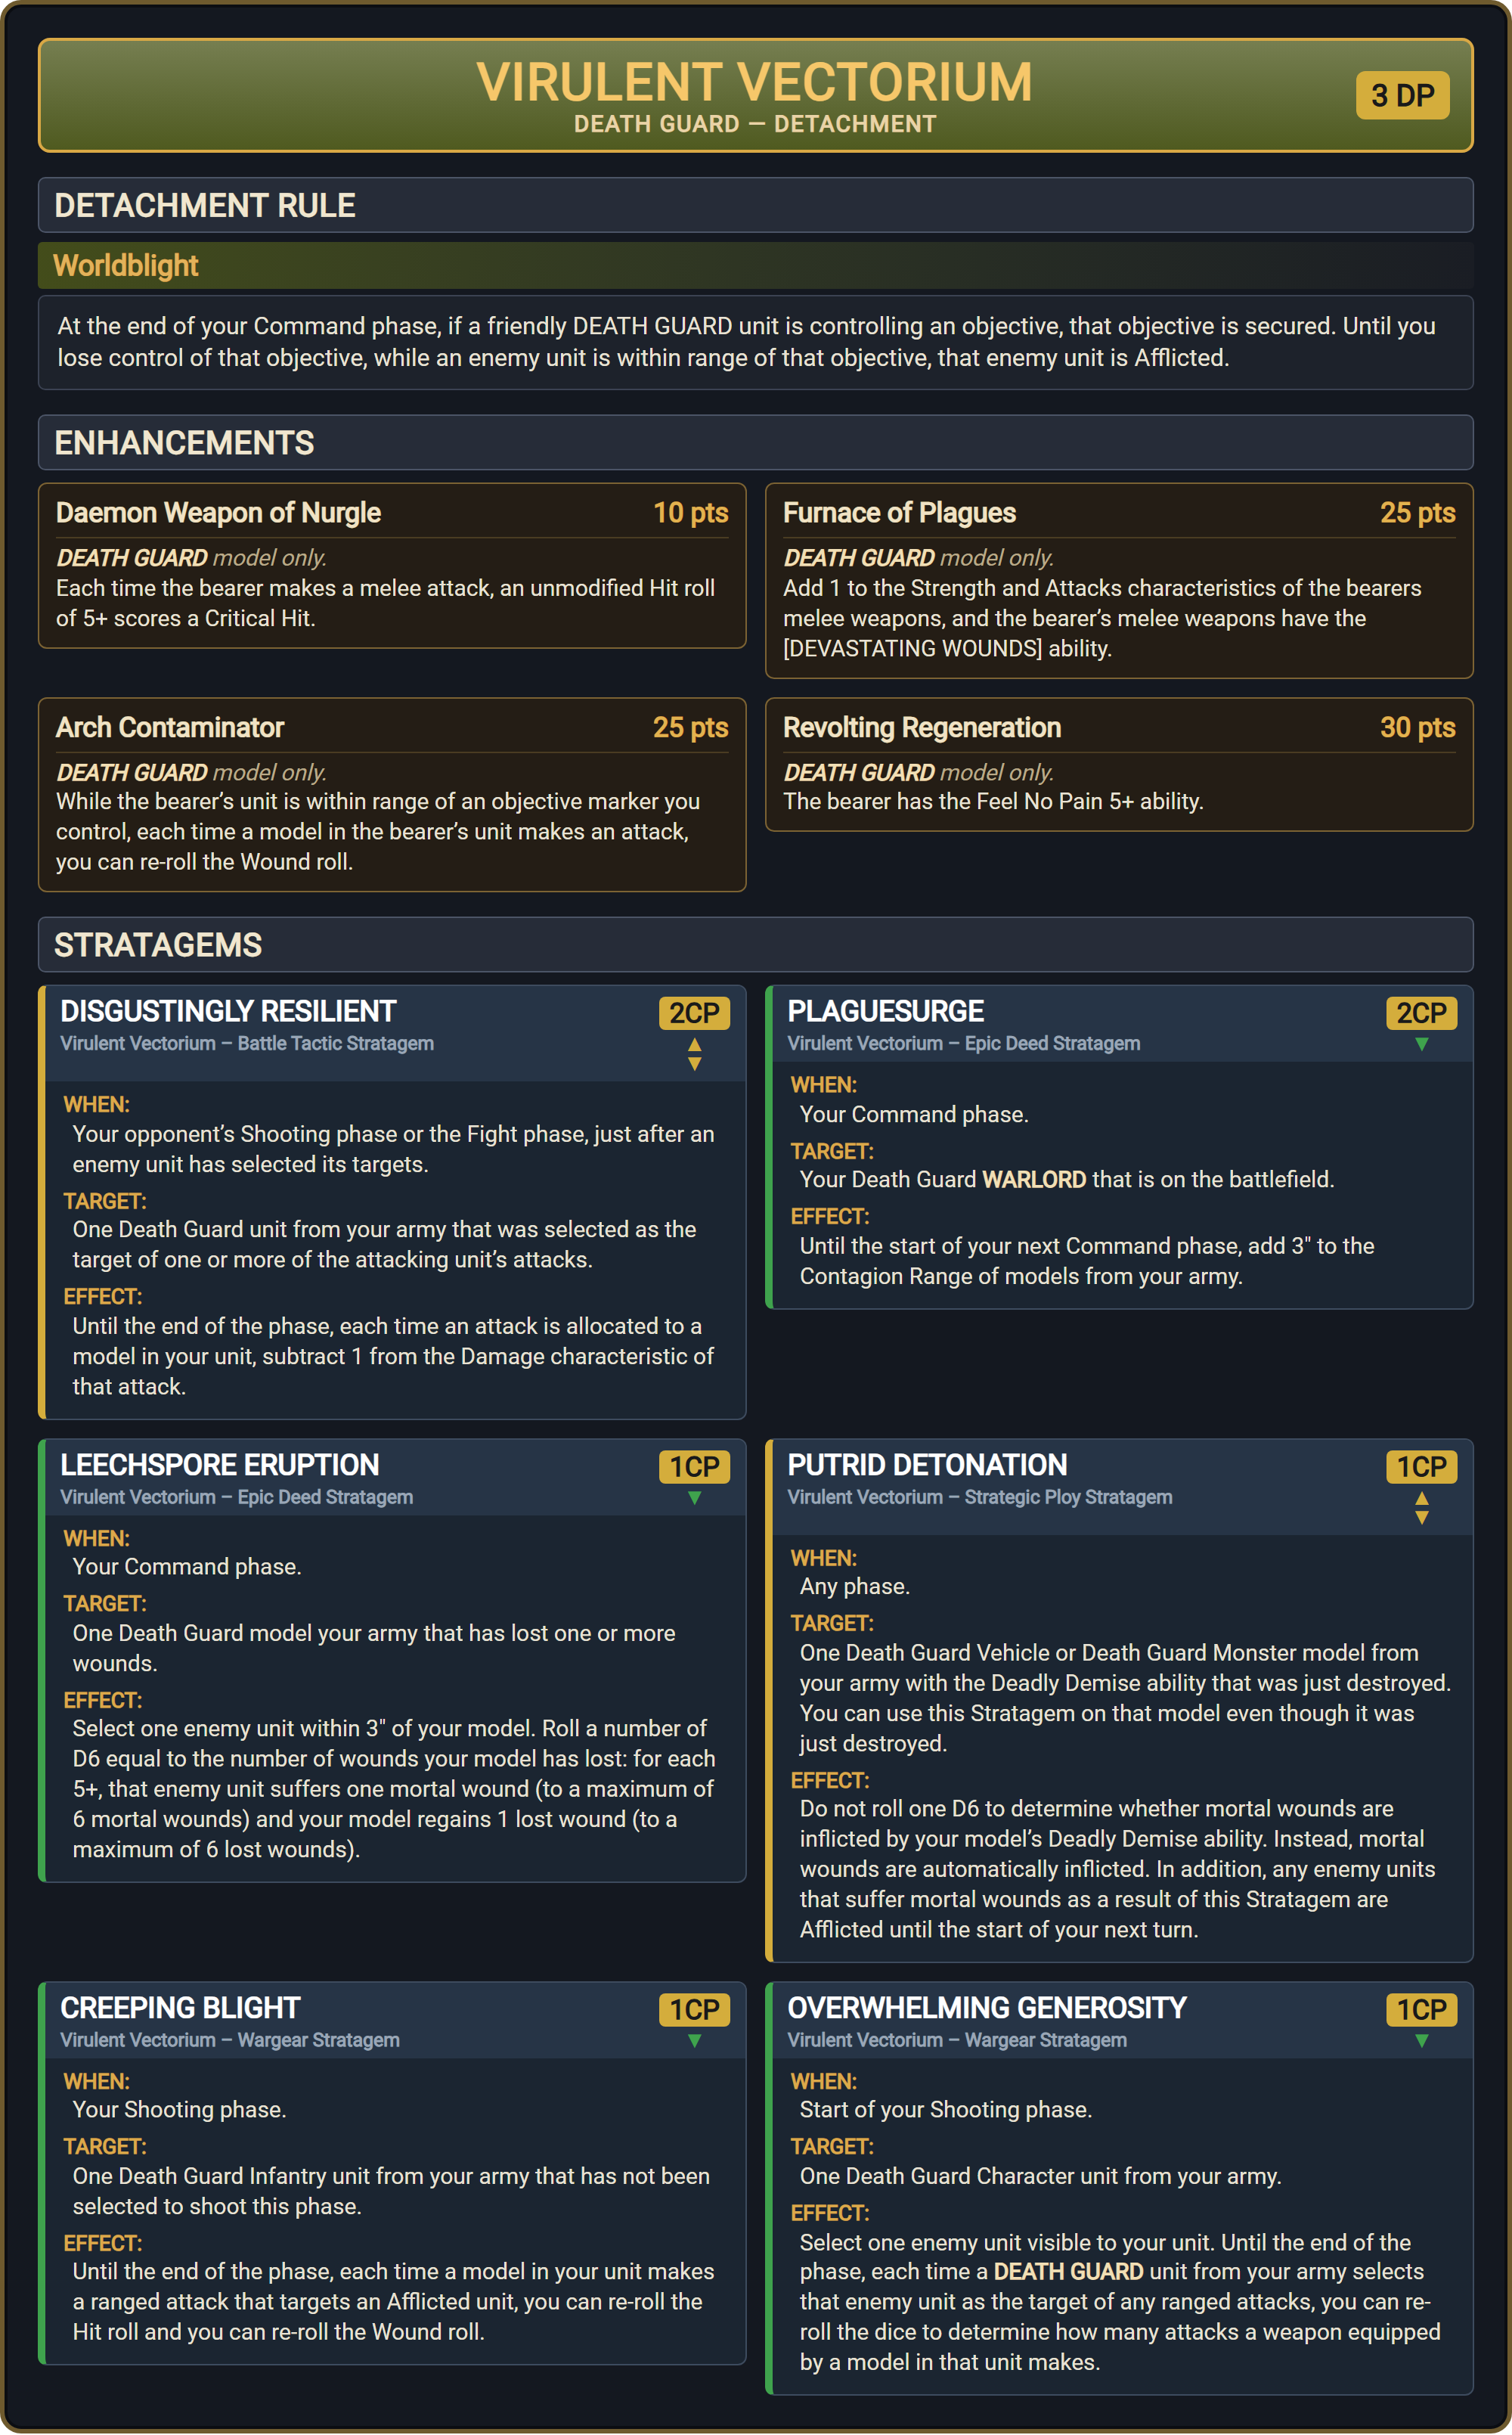 VIRULENT VECTORIUM
DEATH GUARD — DETACHMENT
3 DP
DETACHMENT RULE
Worldblight
At the end of your Command phase, if a friendly DEATH GUARD unit is controlling an objective, that objective is secured. Until you
lose control of that objective, while an enemy unit is within range of that objective, that enemy unit is Afflicted.
ENHANCEMENTS
Daemon Weapon of Nurgle 10 pts
DEATH GUARD model only.
Each time the bearer makes a melee attack, an unmodified Hit roll
of 5+ scores a Critical Hit.
Furnace of Plagues 25 pts
DEATH GUARD model only.
Add 1 to the Strength and Attacks characteristics of the bearers
melee weapons, and the bearer’s melee weapons have the
[DEVASTATING WOUNDS] ability.
Arch Contaminator 25 pts
DEATH GUARD model only.
While the bearer’s unit is within range of an objective marker you
control, each time a model in the bearer’s unit makes an attack,
you can re-roll the Wound roll.
Revolting Regeneration 30 pts
DEATH GUARD model only.
The bearer has the Feel No Pain 5+ ability.
STRATAGEMS
DISGUSTINGLY RESILIENT 2CP
Virulent Vectorium – Battle Tactic Stratagem
WHEN:
Your opponent’s Shooting phase or the Fight phase, just after an
enemy unit has selected its targets.
TARGET:
One Death Guard unit from your army that was selected as the
target of one or more of the attacking unit’s attacks.
EFFECT:
Until the end of the phase, each time an attack is allocated to a
model in your unit, subtract 1 from the Damage characteristic of
that attack.
PLAGUESURGE 2CP
Virulent Vectorium – Epic Deed Stratagem
WHEN:
Your Command phase.
TARGET:
Your Death Guard WARLORD that is on the battlefield.
EFFECT:
Until the start of your next Command phase, add 3" to the
Contagion Range of models from your army.
LEECHSPORE ERUPTION 1CP
Virulent Vectorium – Epic Deed Stratagem
WHEN:
Your Command phase.
TARGET:
One Death Guard model your army that has lost one or more
wounds.
EFFECT:
Select one enemy unit within 3" of your model. Roll a number of
D6 equal to the number of wounds your model has lost: for each
5+, that enemy unit suffers one mortal wound (to a maximum of
6 mortal wounds) and your model regains 1 lost wound (to a
maximum of 6 lost wounds).
PUTRID DETONATION 1CP
Virulent Vectorium – Strategic Ploy Stratagem
WHEN:
Any phase.
TARGET:
One Death Guard Vehicle or Death Guard Monster model from
your army with the Deadly Demise ability that was just destroyed.
You can use this Stratagem on that model even though it was
just destroyed.
EFFECT:
Do not roll one D6 to determine whether mortal wounds are
inflicted by your model’s Deadly Demise ability. Instead, mortal
wounds are automatically inflicted. In addition, any enemy units
that suffer mortal wounds as a result of this Stratagem are
Afflicted until the start of your next turn.
CREEPING BLIGHT 1CP
Virulent Vectorium – Wargear Stratagem
WHEN:
Your Shooting phase.
TARGET:
One Death Guard Infantry unit from your army that has not been
selected to shoot this phase.
EFFECT:
Until the end of the phase, each time a model in your unit makes
a ranged attack that targets an Afflicted unit, you can re-roll the
Hit roll and you can re-roll the Wound roll.
OVERWHELMING GENEROSITY 1CP
Virulent Vectorium – Wargear Stratagem
WHEN:
Start of your Shooting phase.
TARGET:
One Death Guard Character unit from your army.
EFFECT:
Select one enemy unit visible to your unit. Until the end of the
phase, each time a DEATH GUARD unit from your army selects
that enemy unit as the target of any ranged attacks, you can re-
roll the dice to determine how many attacks a weapon equipped
by a model in that unit makes.